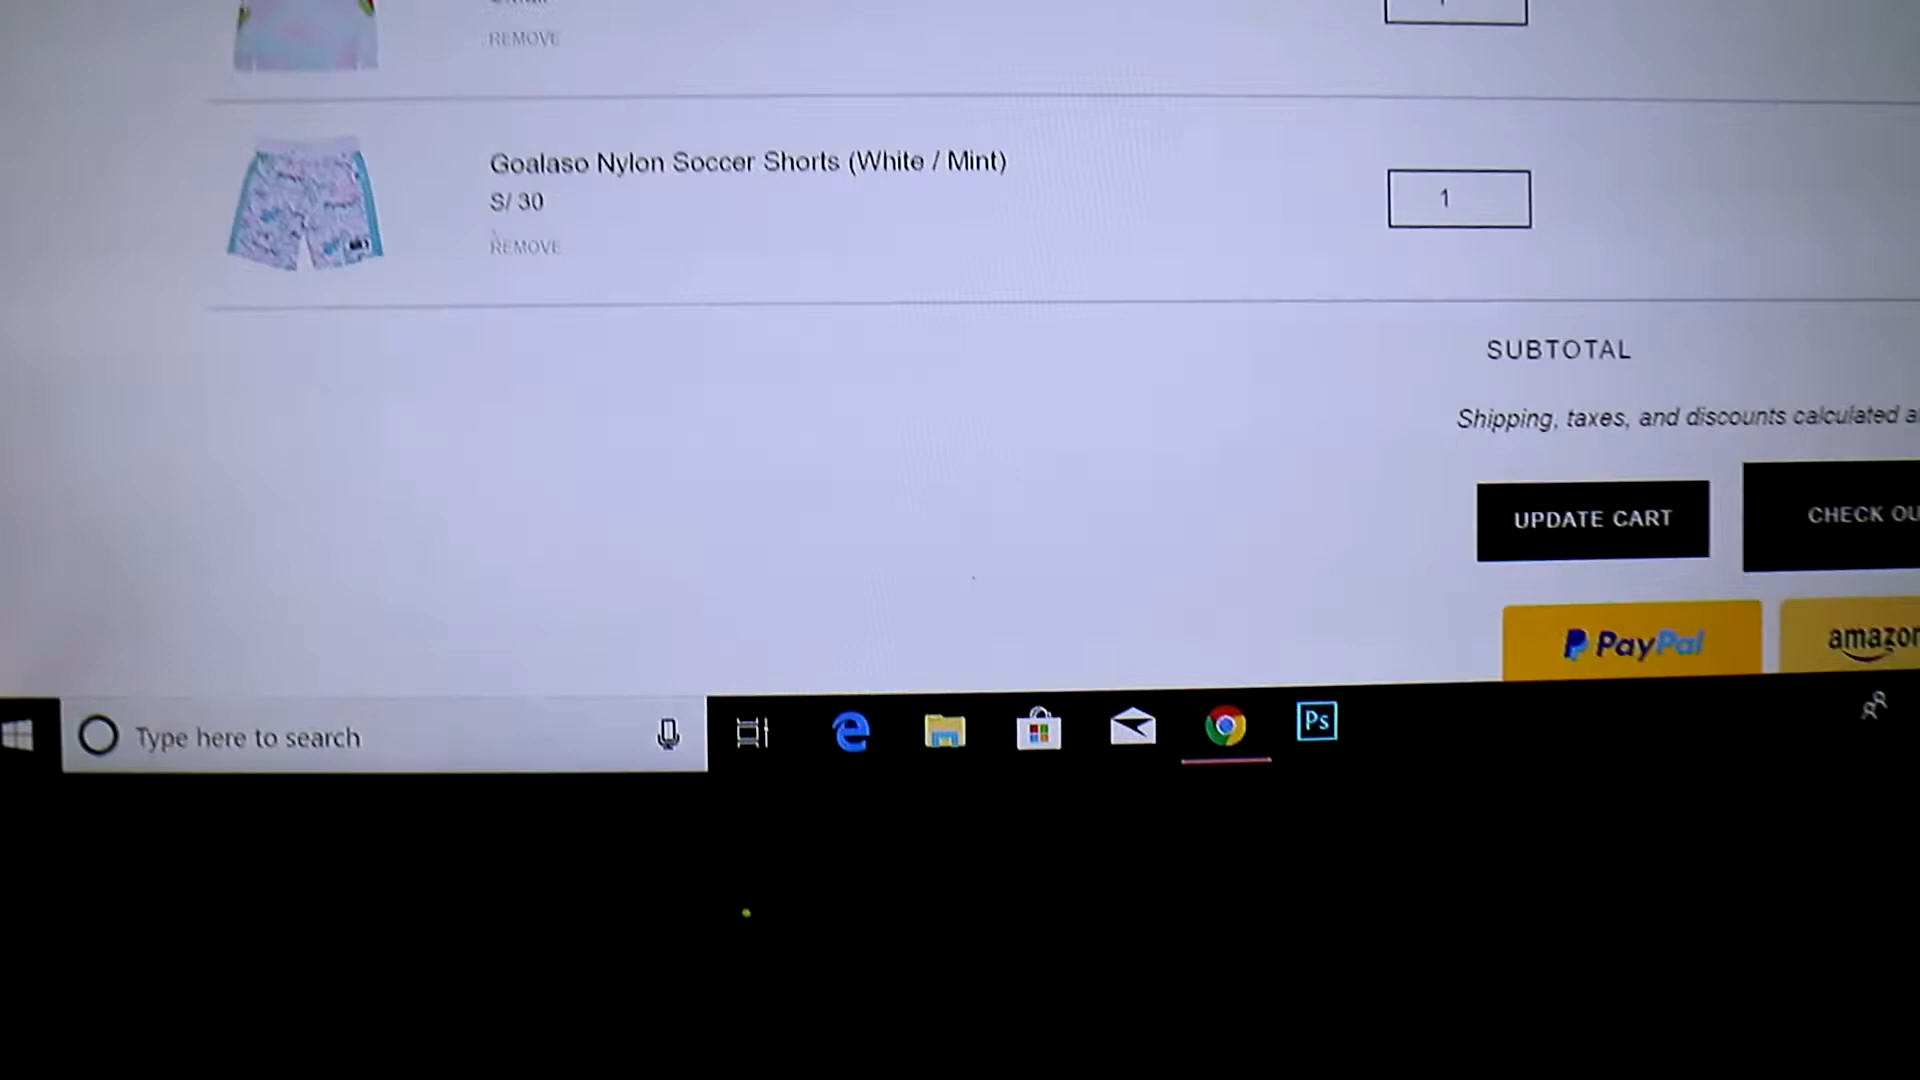 REMOVE
Goalaso Nylon Soccer Shorts (White / Mint)
S/ 30
1
REMOVE
SUBTOTAL
Shipping, taxes, and discounts calculated
UPDATE CART
CHECK
PayPal
amazon
Type here to search
Ps